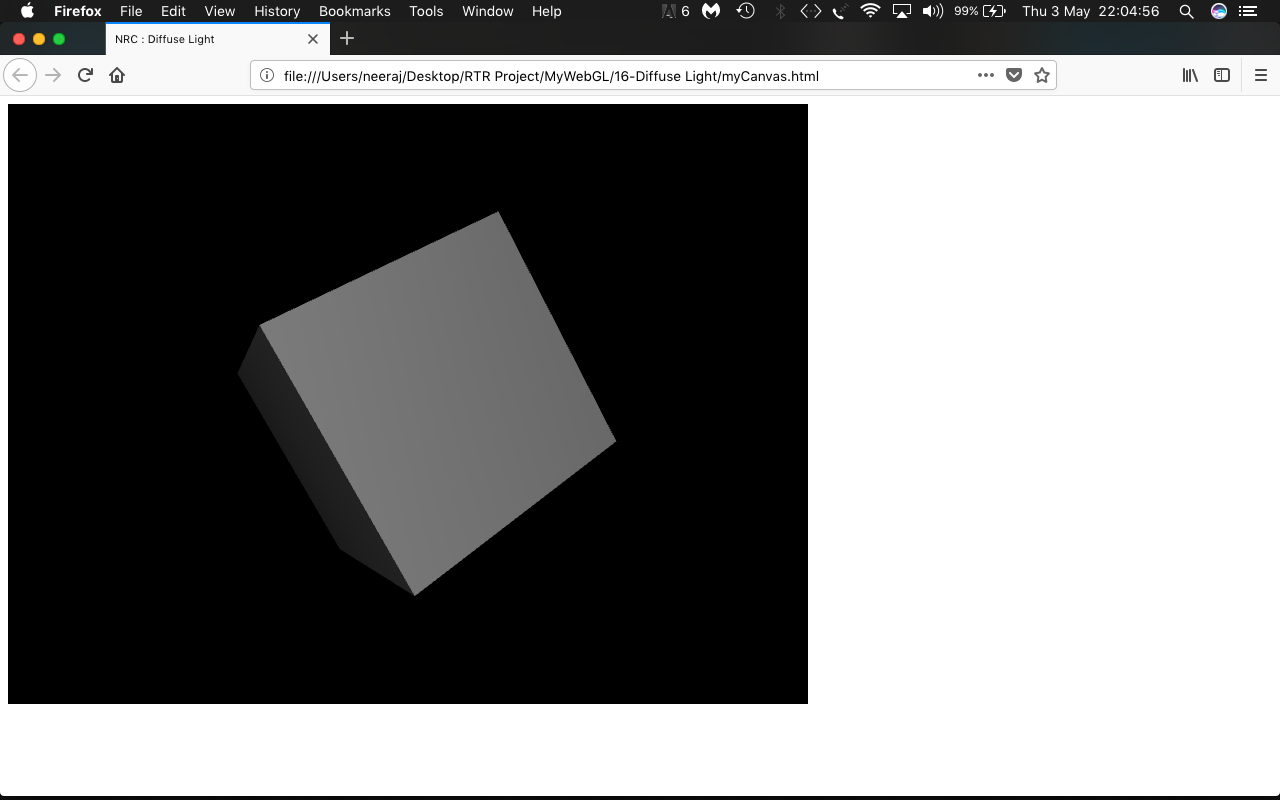 Firefox File Edit View History Bookmarks Tools Window Help 6 99% Thu 3 May 22:04:56
NRC : Diffuse Light
file:///Users/neeraj/Desktop/RTR Project/MyWebGL/16-Diffuse Light/myCanvas.html